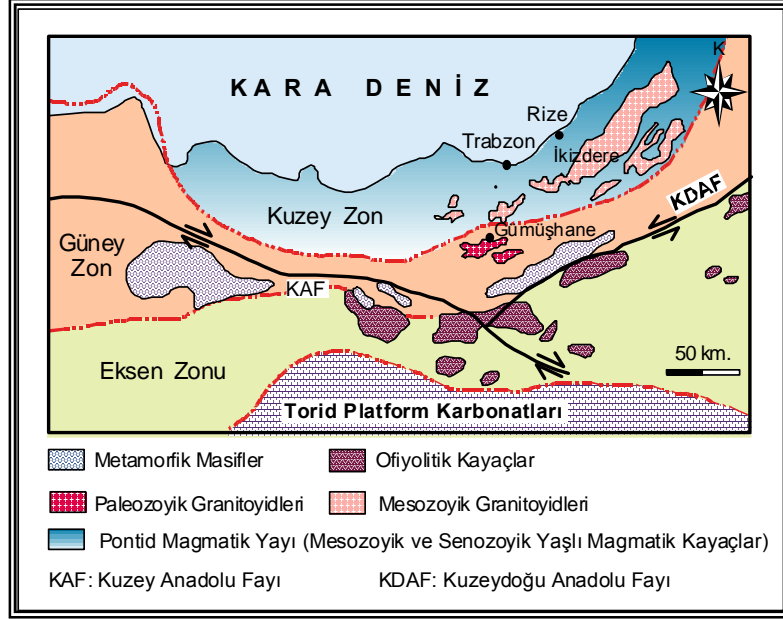 K
KARA DENİZ
Rize
Trabzon
İkizdere
KDAF
Kuzey Zon
Gümüşhane
Güney
Zon
KAF
50 km.
Eksen Zonu
Torid Platform Karbonatları
Metamorfik Masifler
Ofiyolitik Kayaçlar
Paleozoyik Granitoyidleri
Mesozoyik Granitoyidleri
Pontid Magmatik Yayı (Mesozoyik ve Senozoyik Yaşlı Magmatik Kayaçlar)
KAF: Kuzey Anadolu Fayı
KDAF: Kuzeydoğu Anadolu Fayı